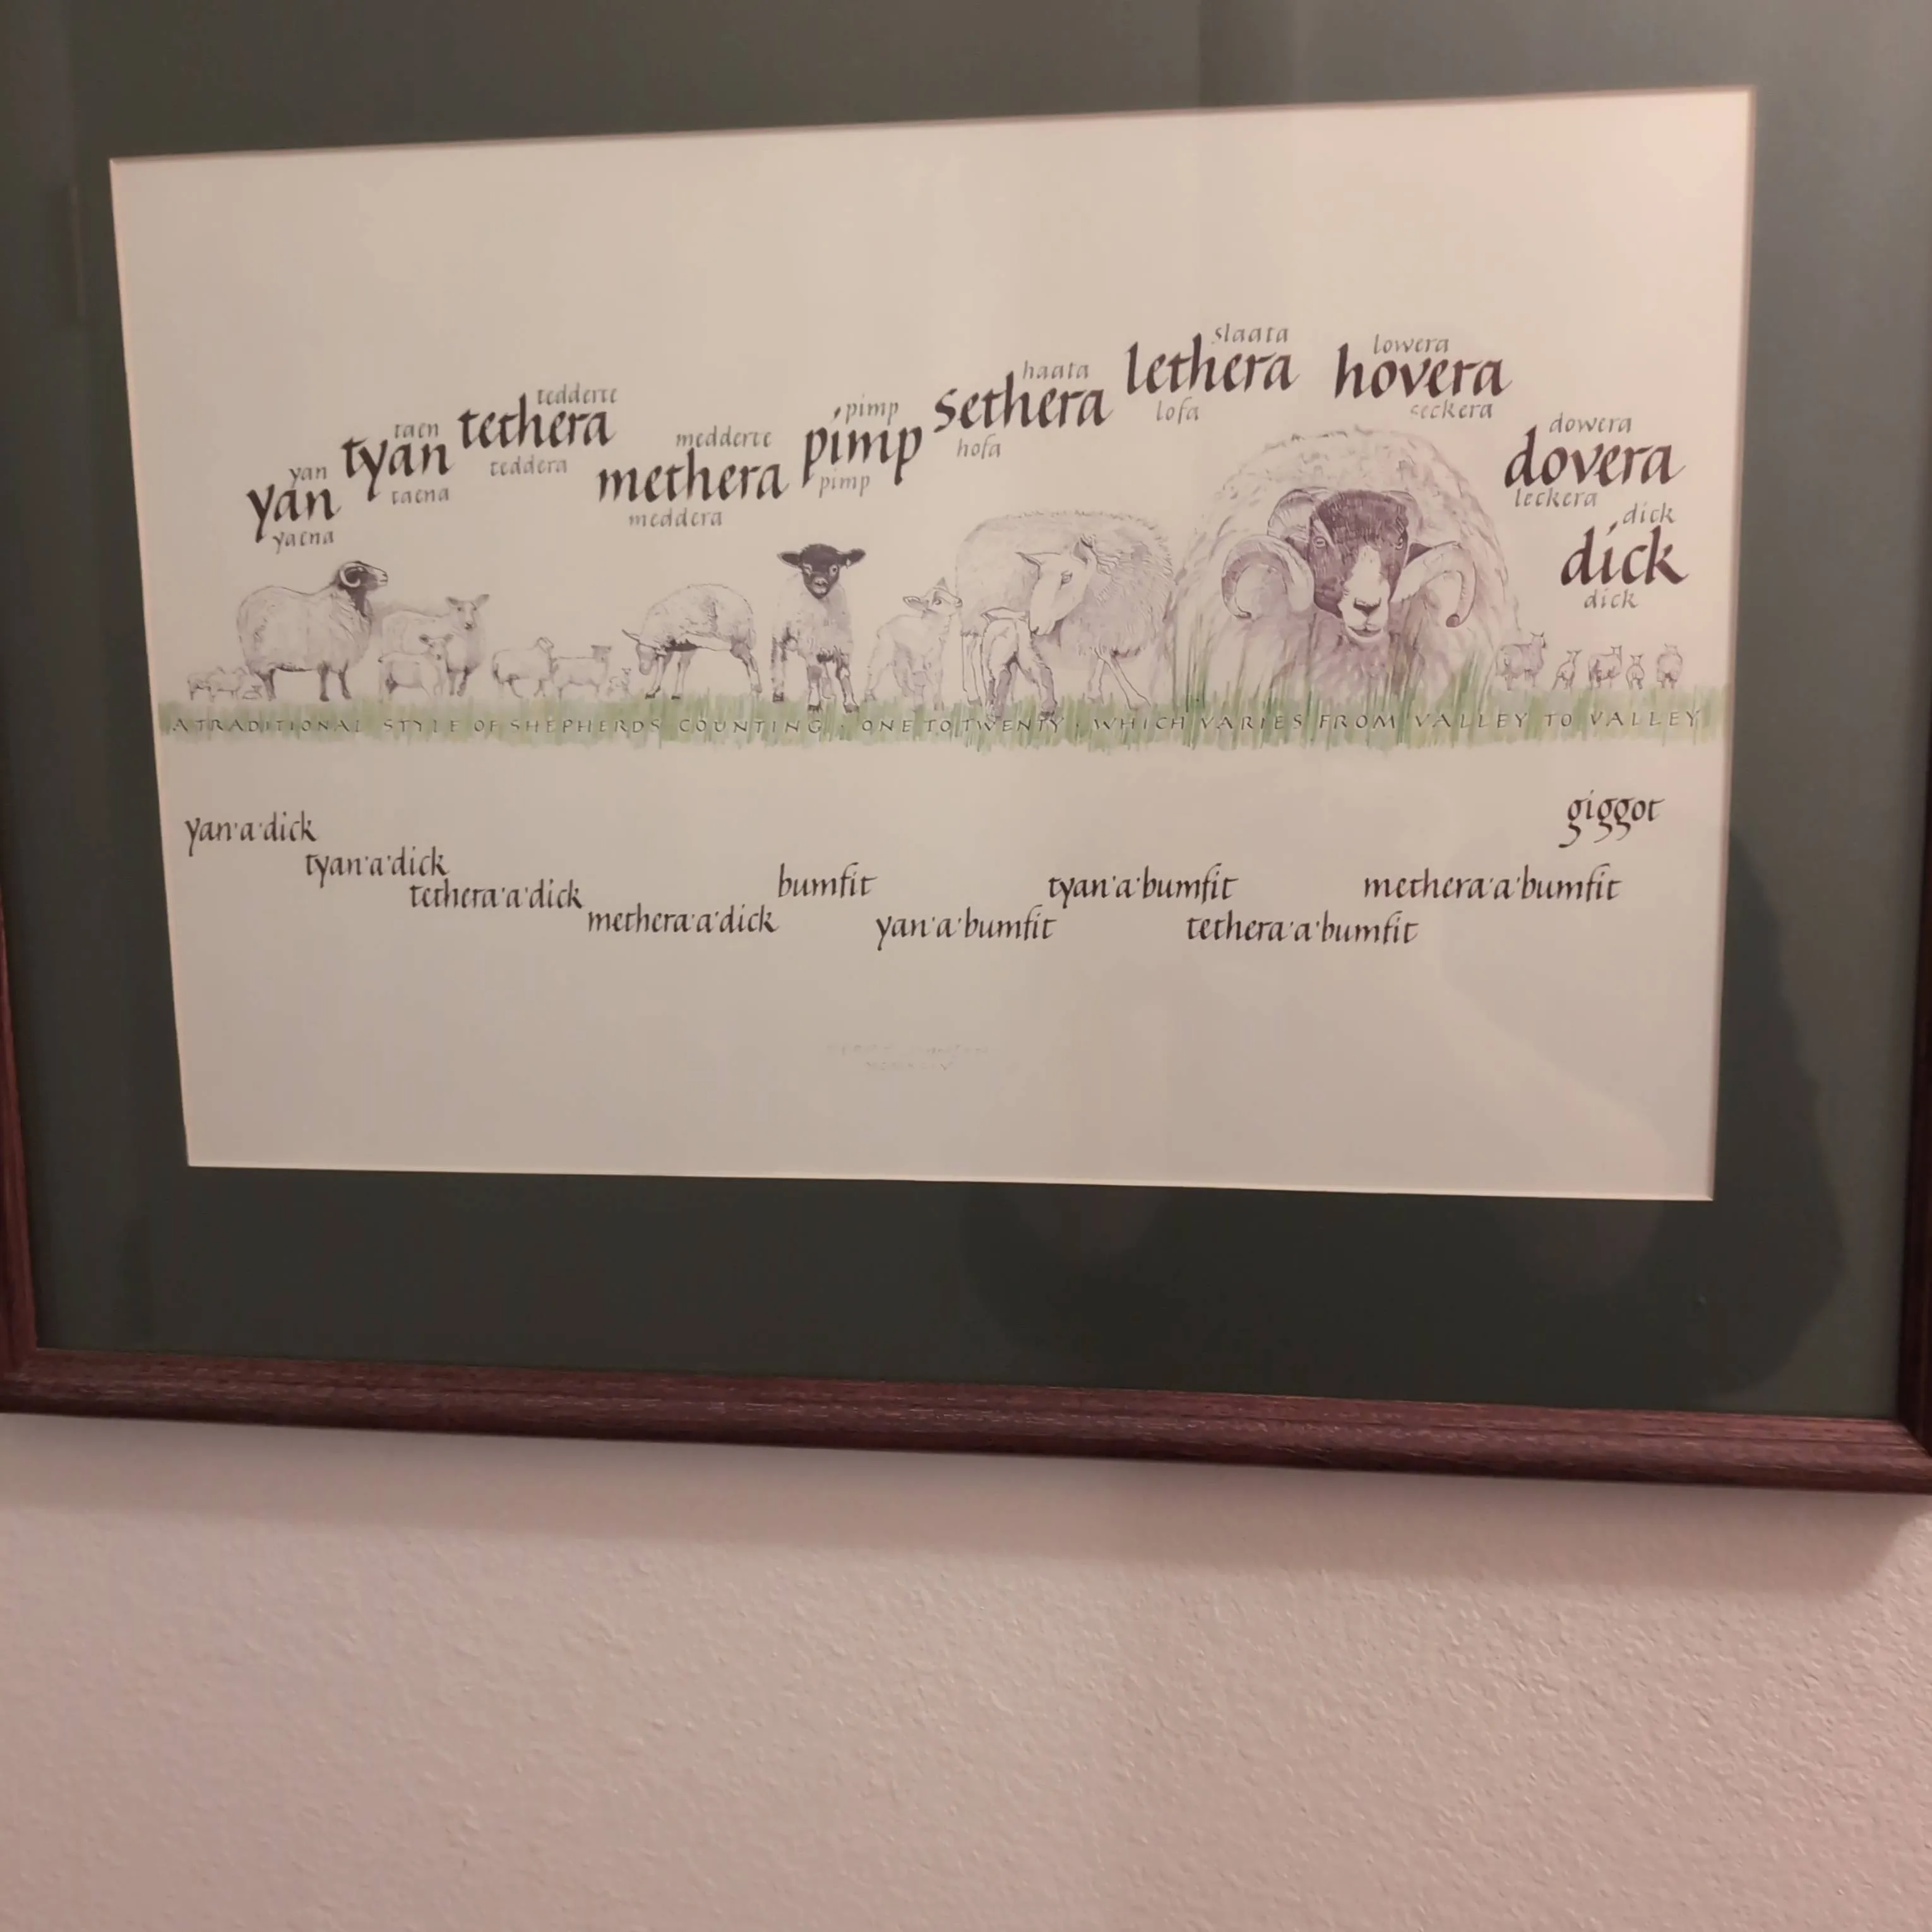 yan
yan
yaena
taen
tyan
taena
tedderte
tethera
teddera
medderte
methera
meddera
pimp
pimp
pimp
haata
sethera
hofa
slaata
lethera
lofa
lowera
hovera
seckera
dowera
dovera
leckera
dick
dick
dick
A TRADITIONAL STYLE OF SHEPHERDS COUNTING · ONE TO TWENTY · WHICH VARIES FROM VALLEY TO VALLEY
yan·a·dick
tyan·a·dick
tethera·a·dick
methera·a·dick
bumfit
yan·a·bumfit
tyan·a·bumfit
tethera·a·bumfit
methera·a·bumfit
giggot